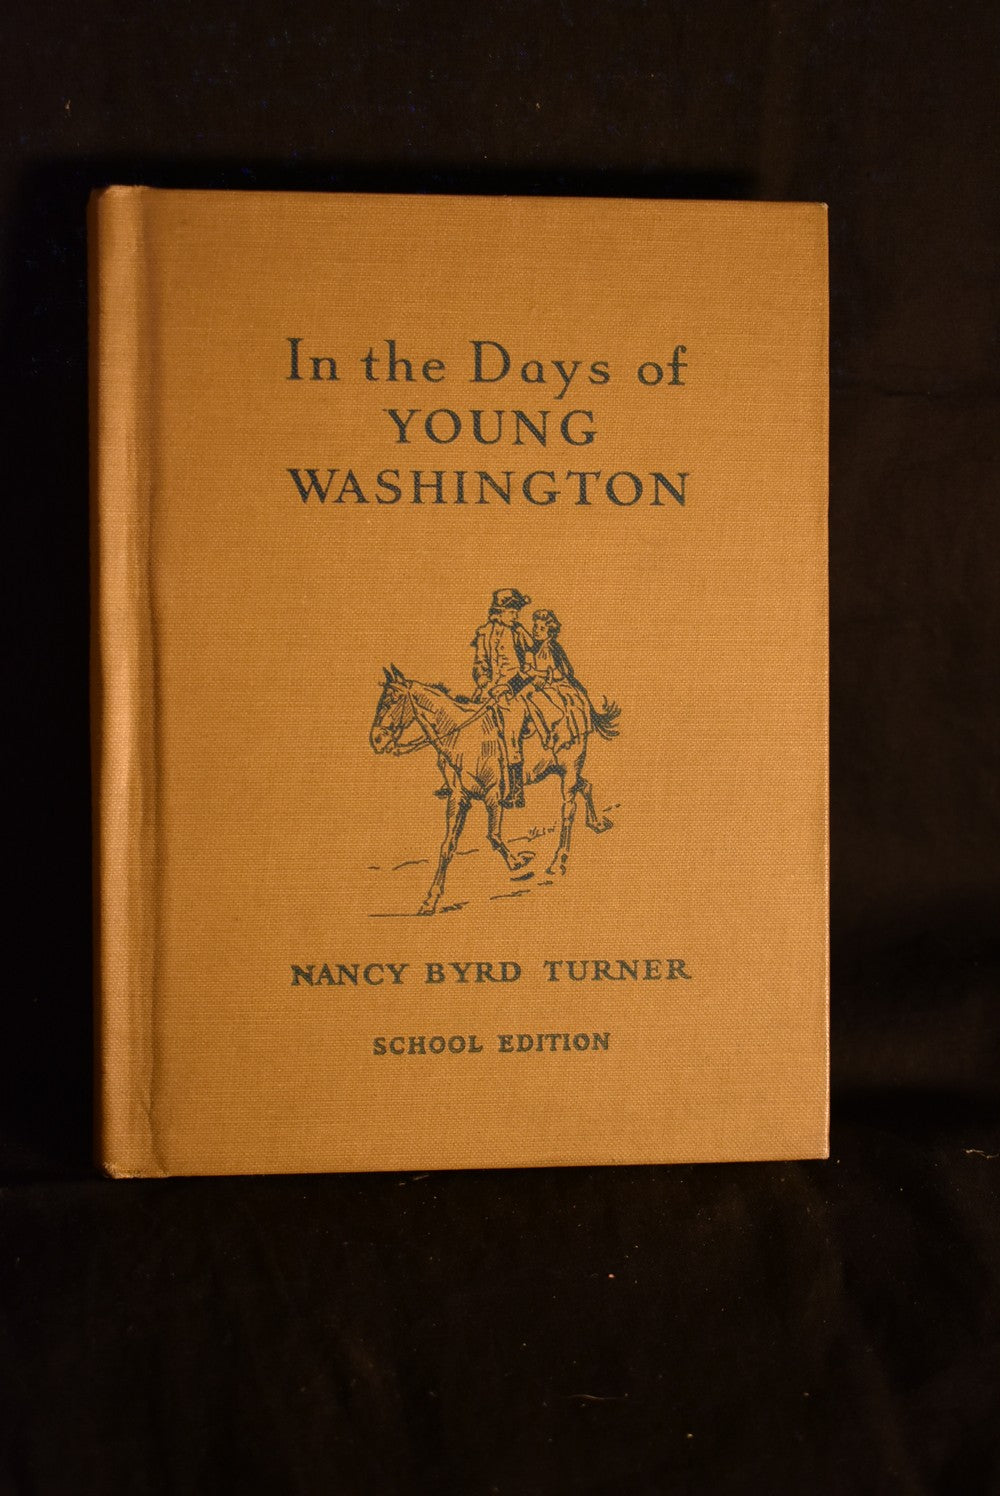 In the Days of
YOUNG
WASHINGTON
NANCY BYRD TURNER
SCHOOL EDITION